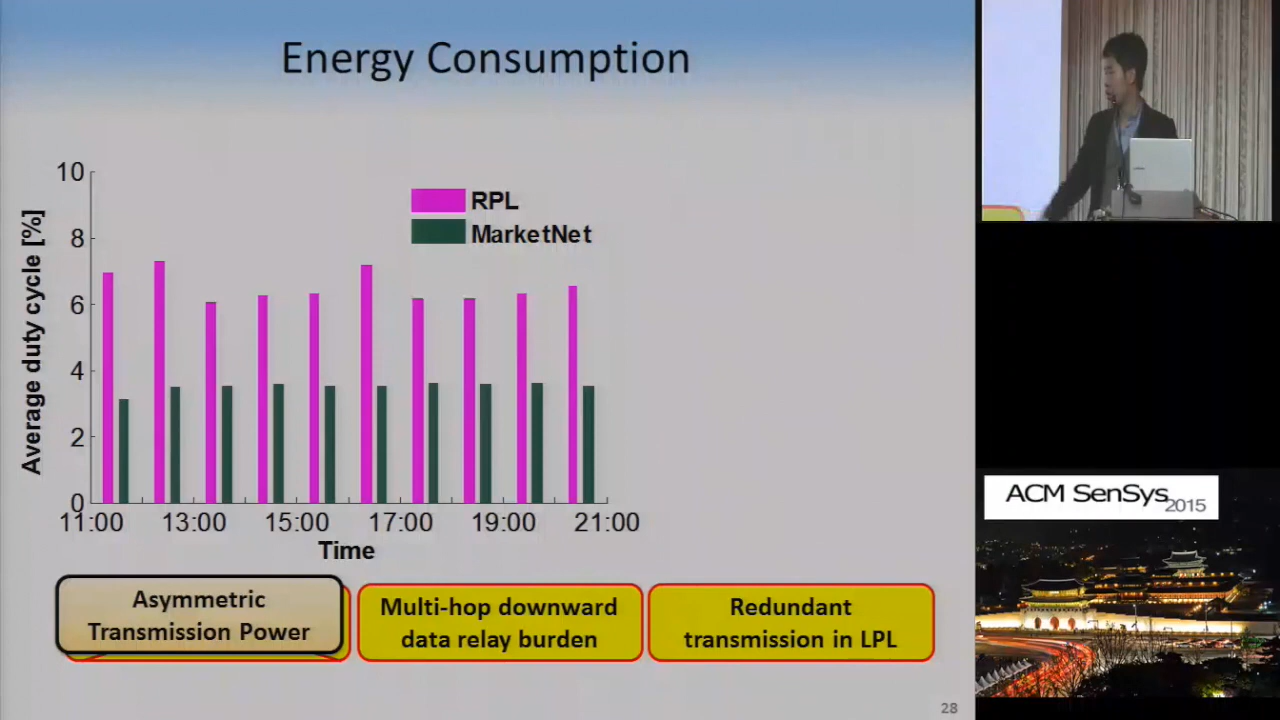 Energy Consumption
10
8
6
4
2
0
Average duty cycle [%]
RPL
MarketNet
11:00 13:00 15:00 17:00 19:00 21:00
Time
Asymmetric
Transmission Power
Multi-hop downward
data relay burden
Redundant
transmission in LPL
28
ACM SenSys
2015